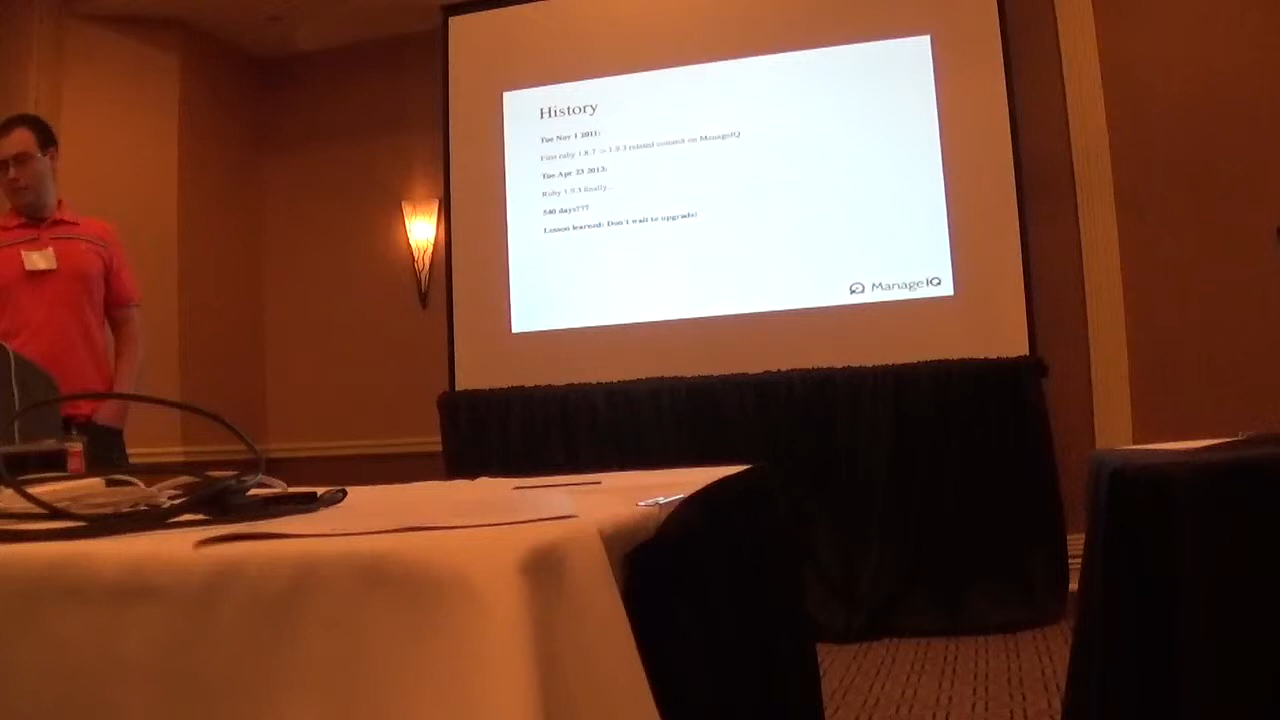 History
Tue Nov 1 2011:
First ruby 1.8.7 -> 1.9.3 related commit on ManageIQ
Tue Apr 23 2013:
Ruby 1.9.3 finally...
540 days???
Lesson learned: Don't wait to upgrade!
ManageIQ